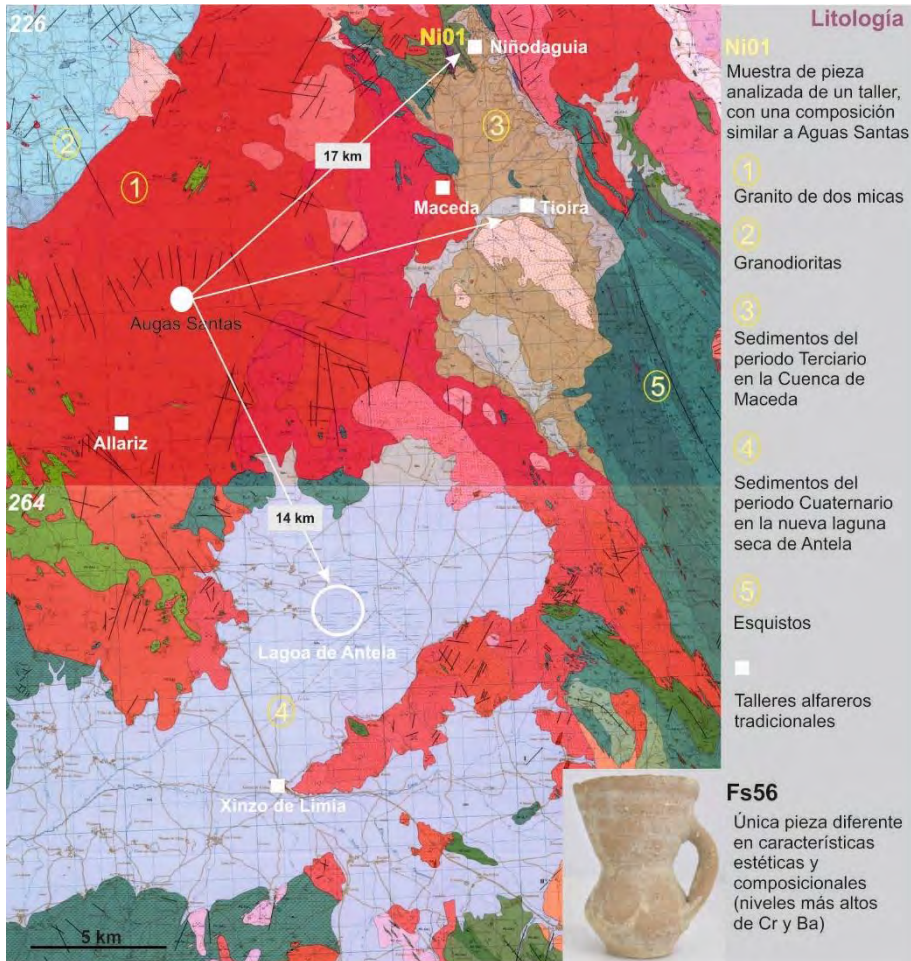 226
Ni01
Niñodaguia
2
3
1
17 km
Maceda
Tioira
Augas Santas
5
Allariz
264
14 km
Lagoa de Antela
4
Xinzo de Limia
5 km
Litología
Ni01
Muestra de pieza
analizada de un taller,
con una composición
similar a Aguas Santas
1
Granito de dos micas
2
Granodioritas
3
Sedimentos del
periodo Terciario
en la Cuenca de
Maceda
4
Sedimentos del
periodo Cuaternario
en la nueva laguna
seca de Antela
5
Esquistos
Talleres alfareros
tradicionales
Fs56
Única pieza diferente
en características
estéticas y
composicionales
(niveles más altos
de Cr y Ba)